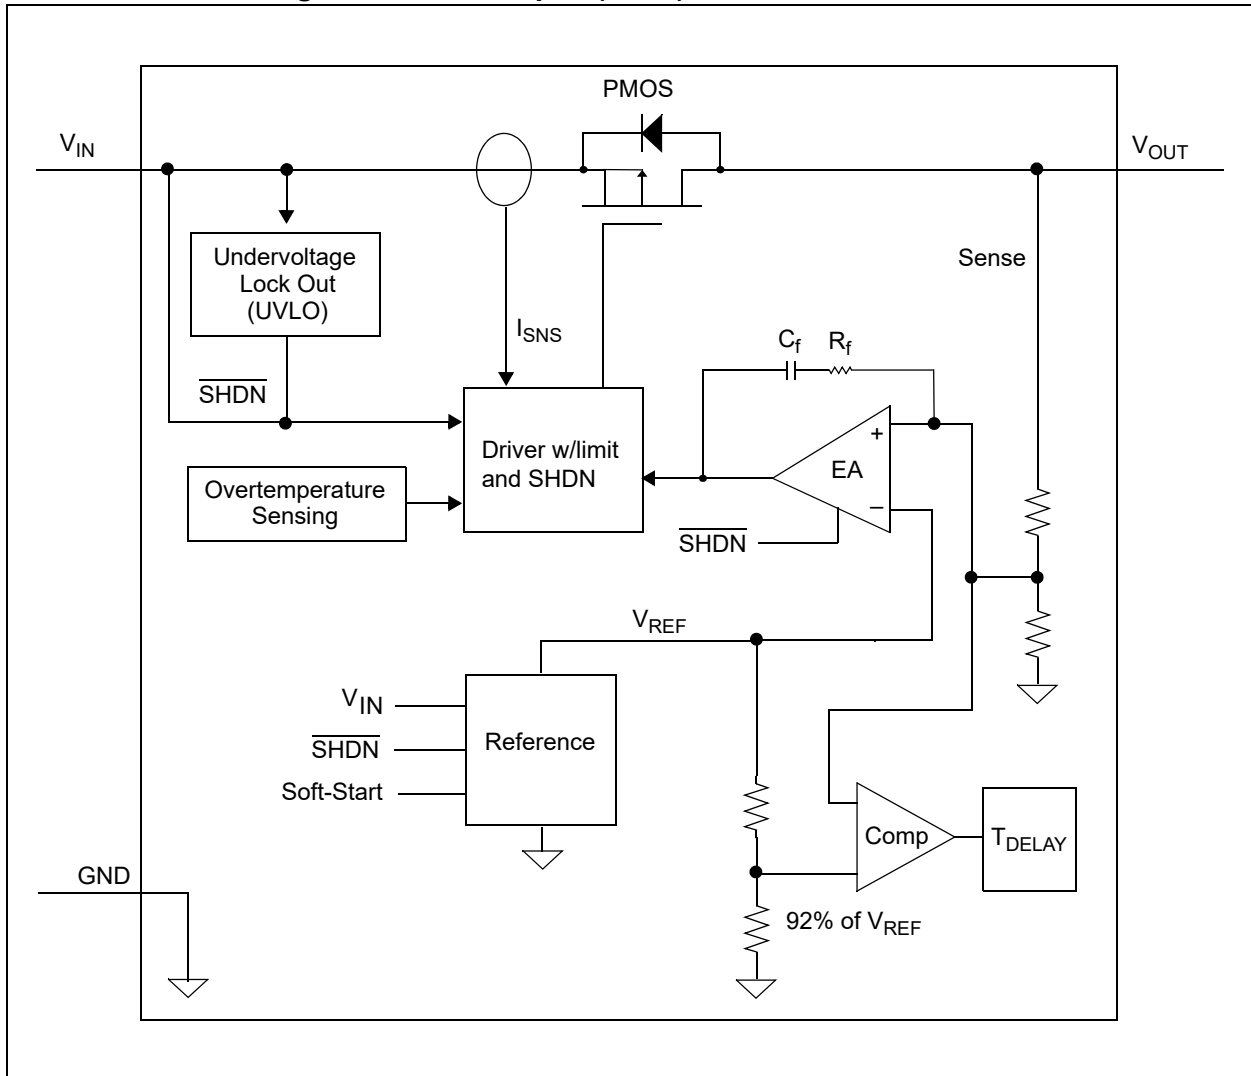 PMOS
VIN
VOUT
Undervoltage
Lock Out
(UVLO)
Sense
ISNS
Cf
Rf
SHDN
Driver w/limit
and SHDN
+
EA
−
Overtemperature
Sensing
SHDN
VREF
VIN
SHDN
Soft-Start
Reference
Comp
TDELAY
GND
92% of VREF